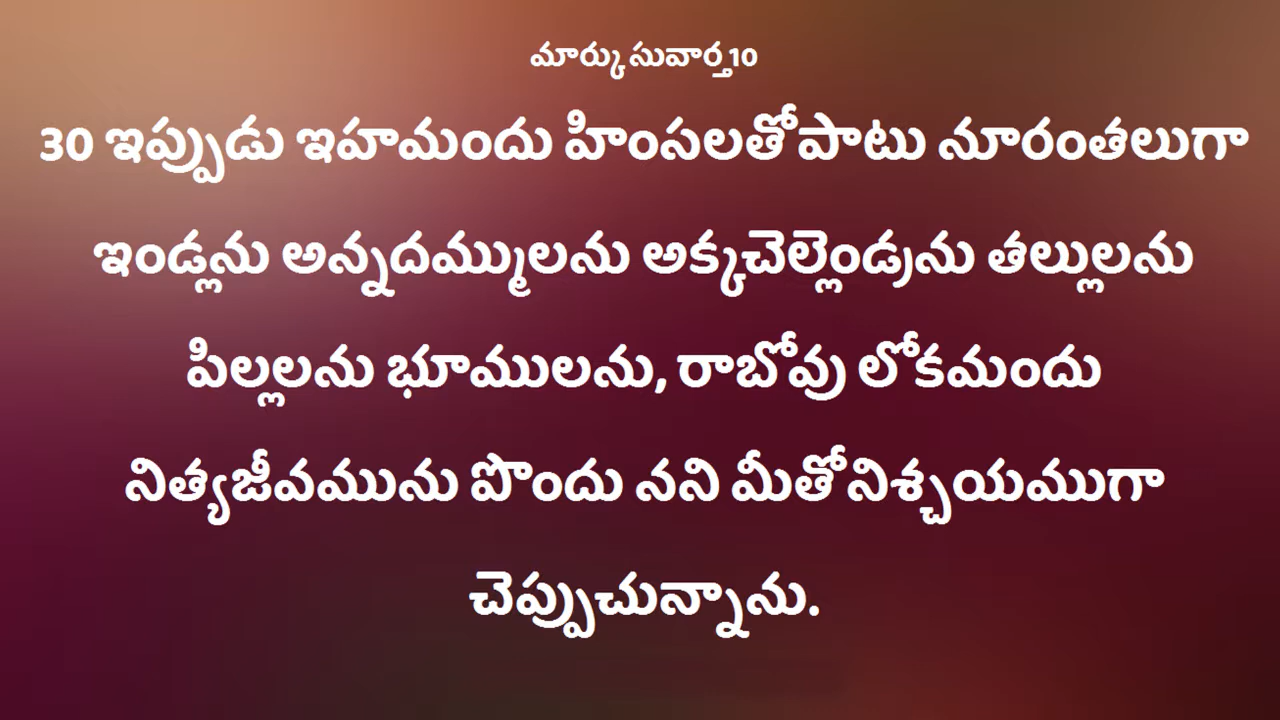 మార్కు సువార్త10
30 ఇప్పుడు ఇహమందు హింసలతోపాటు నూరంతలుగా
ఇండ్లను అన్నదమ్ములను అక్కచెల్లెండ్రను తల్లులను
పిల్లలను భూములను, రాబోవు లోకమందు
నిత్యజీవమును పొందు నని మీతోనిశ్చయముగా
చెప్పుచున్నాను.